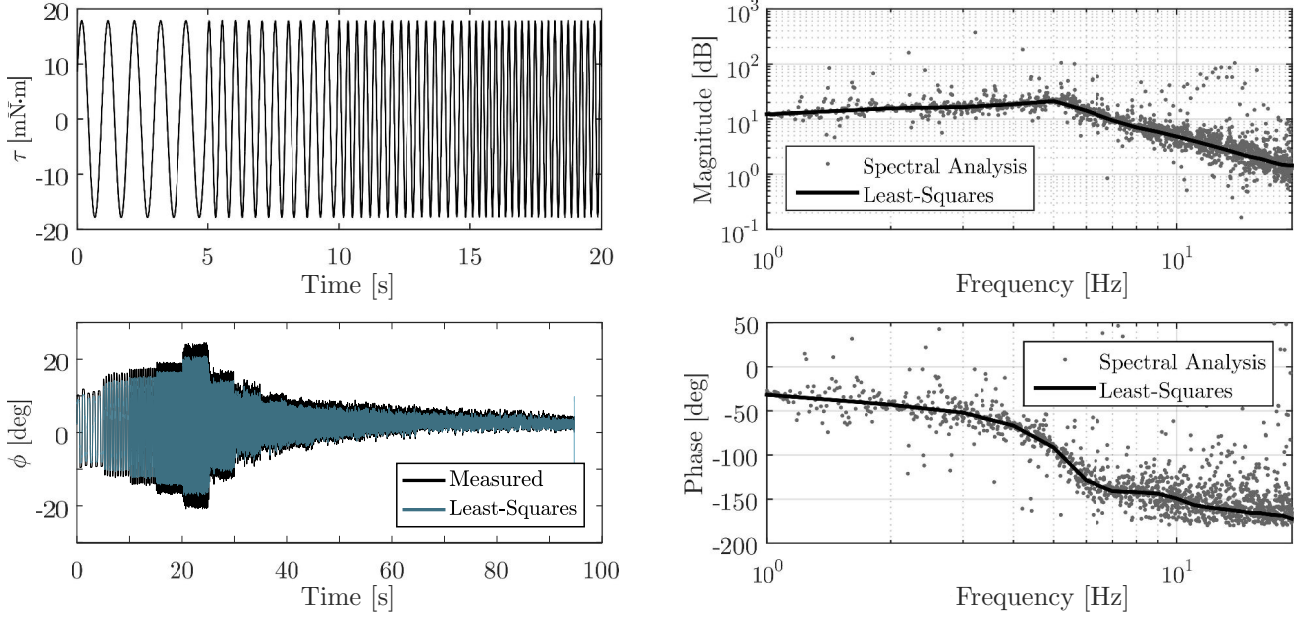 20
10
0
-10
-20
τ [mN·m]
0 5 10 15 20
Time [s]
10³
10²
10¹
10⁰
10⁻¹
Magnitude [dB]
Spectral Analysis
Least-Squares
10⁰ 10¹
Frequency [Hz]
20
0
-20
ϕ [deg]
Measured
Least-Squares
0 20 40 60 80 100
Time [s]
50
0
-50
-100
-150
-200
Phase [deg]
Spectral Analysis
Least-Squares
10⁰ 10¹
Frequency [Hz]